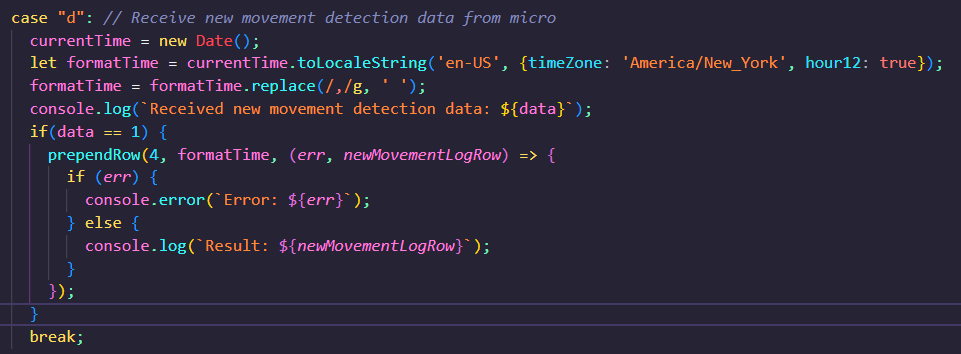 case "d": // Receive new movement detection data from micro
  currentTime = new Date();
  let formatTime = currentTime.toLocaleString('en-US', {timeZone: 'America/New_York', hour12: true});
  formatTime = formatTime.replace(/,/g, ' ');
  console.log(`Received new movement detection data: ${data}`);
  if(data == 1) {
    prependRow(4, formatTime, (err, newMovementLogRow) => {
      if (err) {
        console.error(`Error: ${err}`);
      } else {
        console.log(`Result: ${newMovementLogRow}`);
      }
    });
  }
  break;